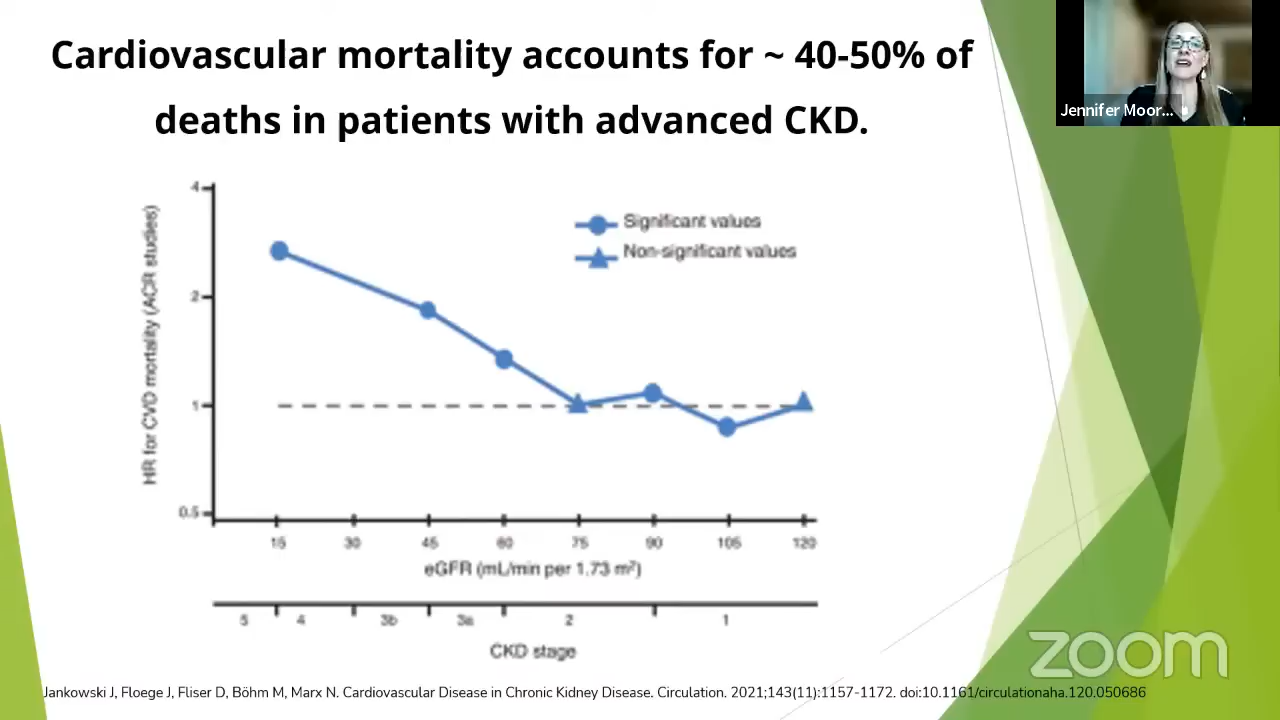 Cardiovascular mortality accounts for ~ 40-50% of
deaths in patients with advanced CKD.
Jennifer Moor...
4
2
1
0.5
HR for CVD mortality (ACR studies)
Significant values
Non-significant values
15 30 45 60 75 90 105 120
eGFR (mL/min per 1.73 m²)
5 4 3b 3a 2 1
CKD stage
zoom
Jankowski J, Floege J, Fliser D, Böhm M, Marx N. Cardiovascular Disease in Chronic Kidney Disease. Circulation. 2021;143(11):1157-1172. doi:10.1161/circulationaha.120.050686